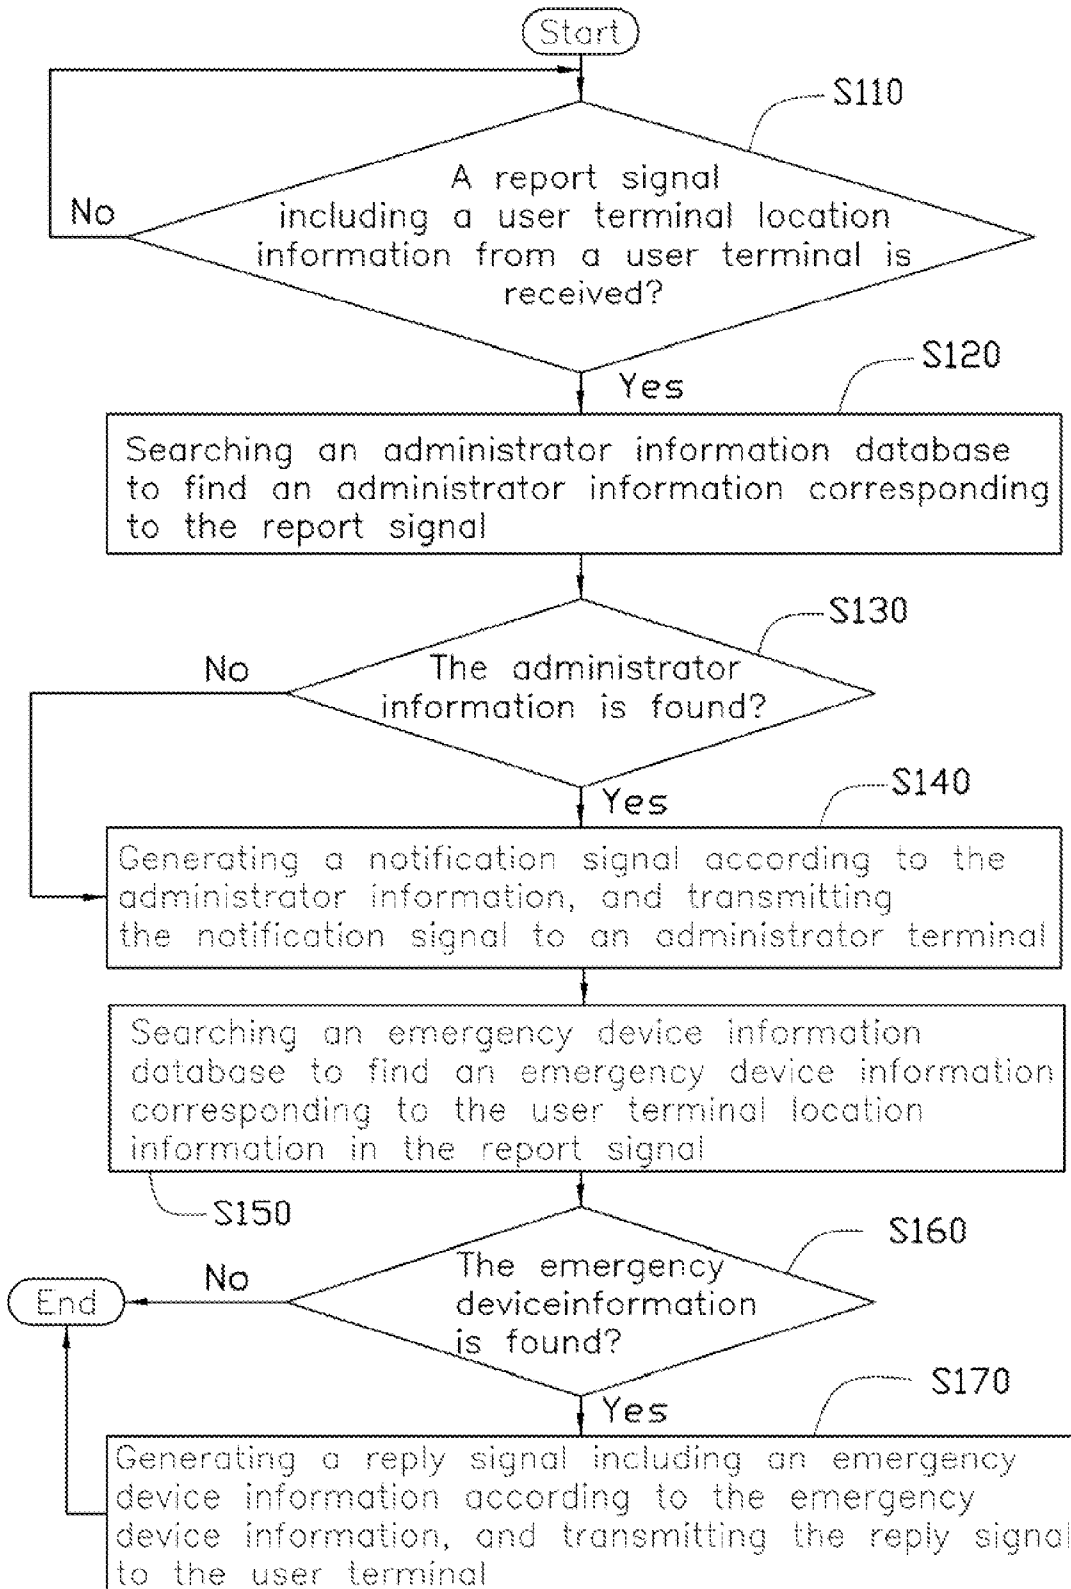 Start
S110
A report signal
including a user terminal location
information from a user terminal is
received?
No
Yes
S120
Searching an administrator information database
to find an administrator information corresponding
to the report signal
S130
No
The administrator
information is found?
Yes
S140
Generating a notification signal according to the
administrator information, and transmitting
the notification signal to an administrator terminal
Searching an emergency device information
database to find an emergency device information
corresponding to the user terminal location
information in the report signal
S150
S160
No
The emergency
deviceinformation
is found?
End
Yes
S170
Generating a reply signal including an emergency
device information according to the emergency
device information, and transmitting the reply signal
to the user terminal